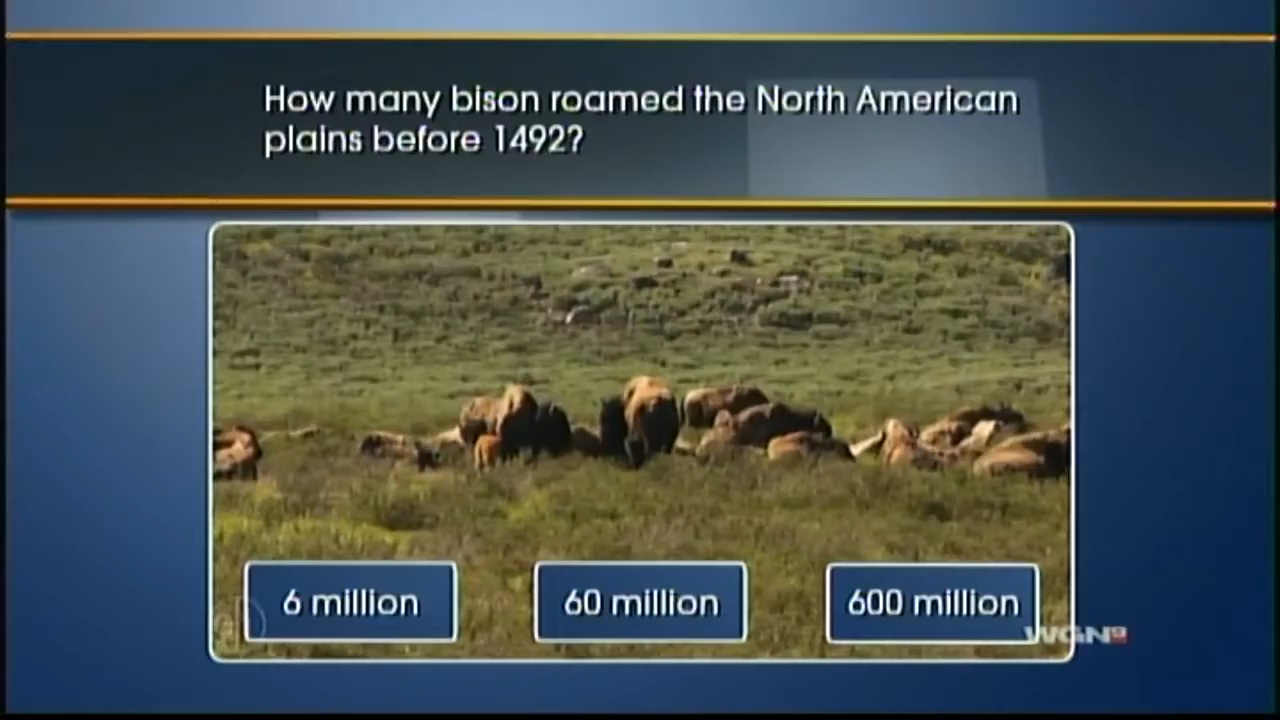 How many bison roamed the North American
plains before 1492?
6 million
60 million
600 million
WGN9